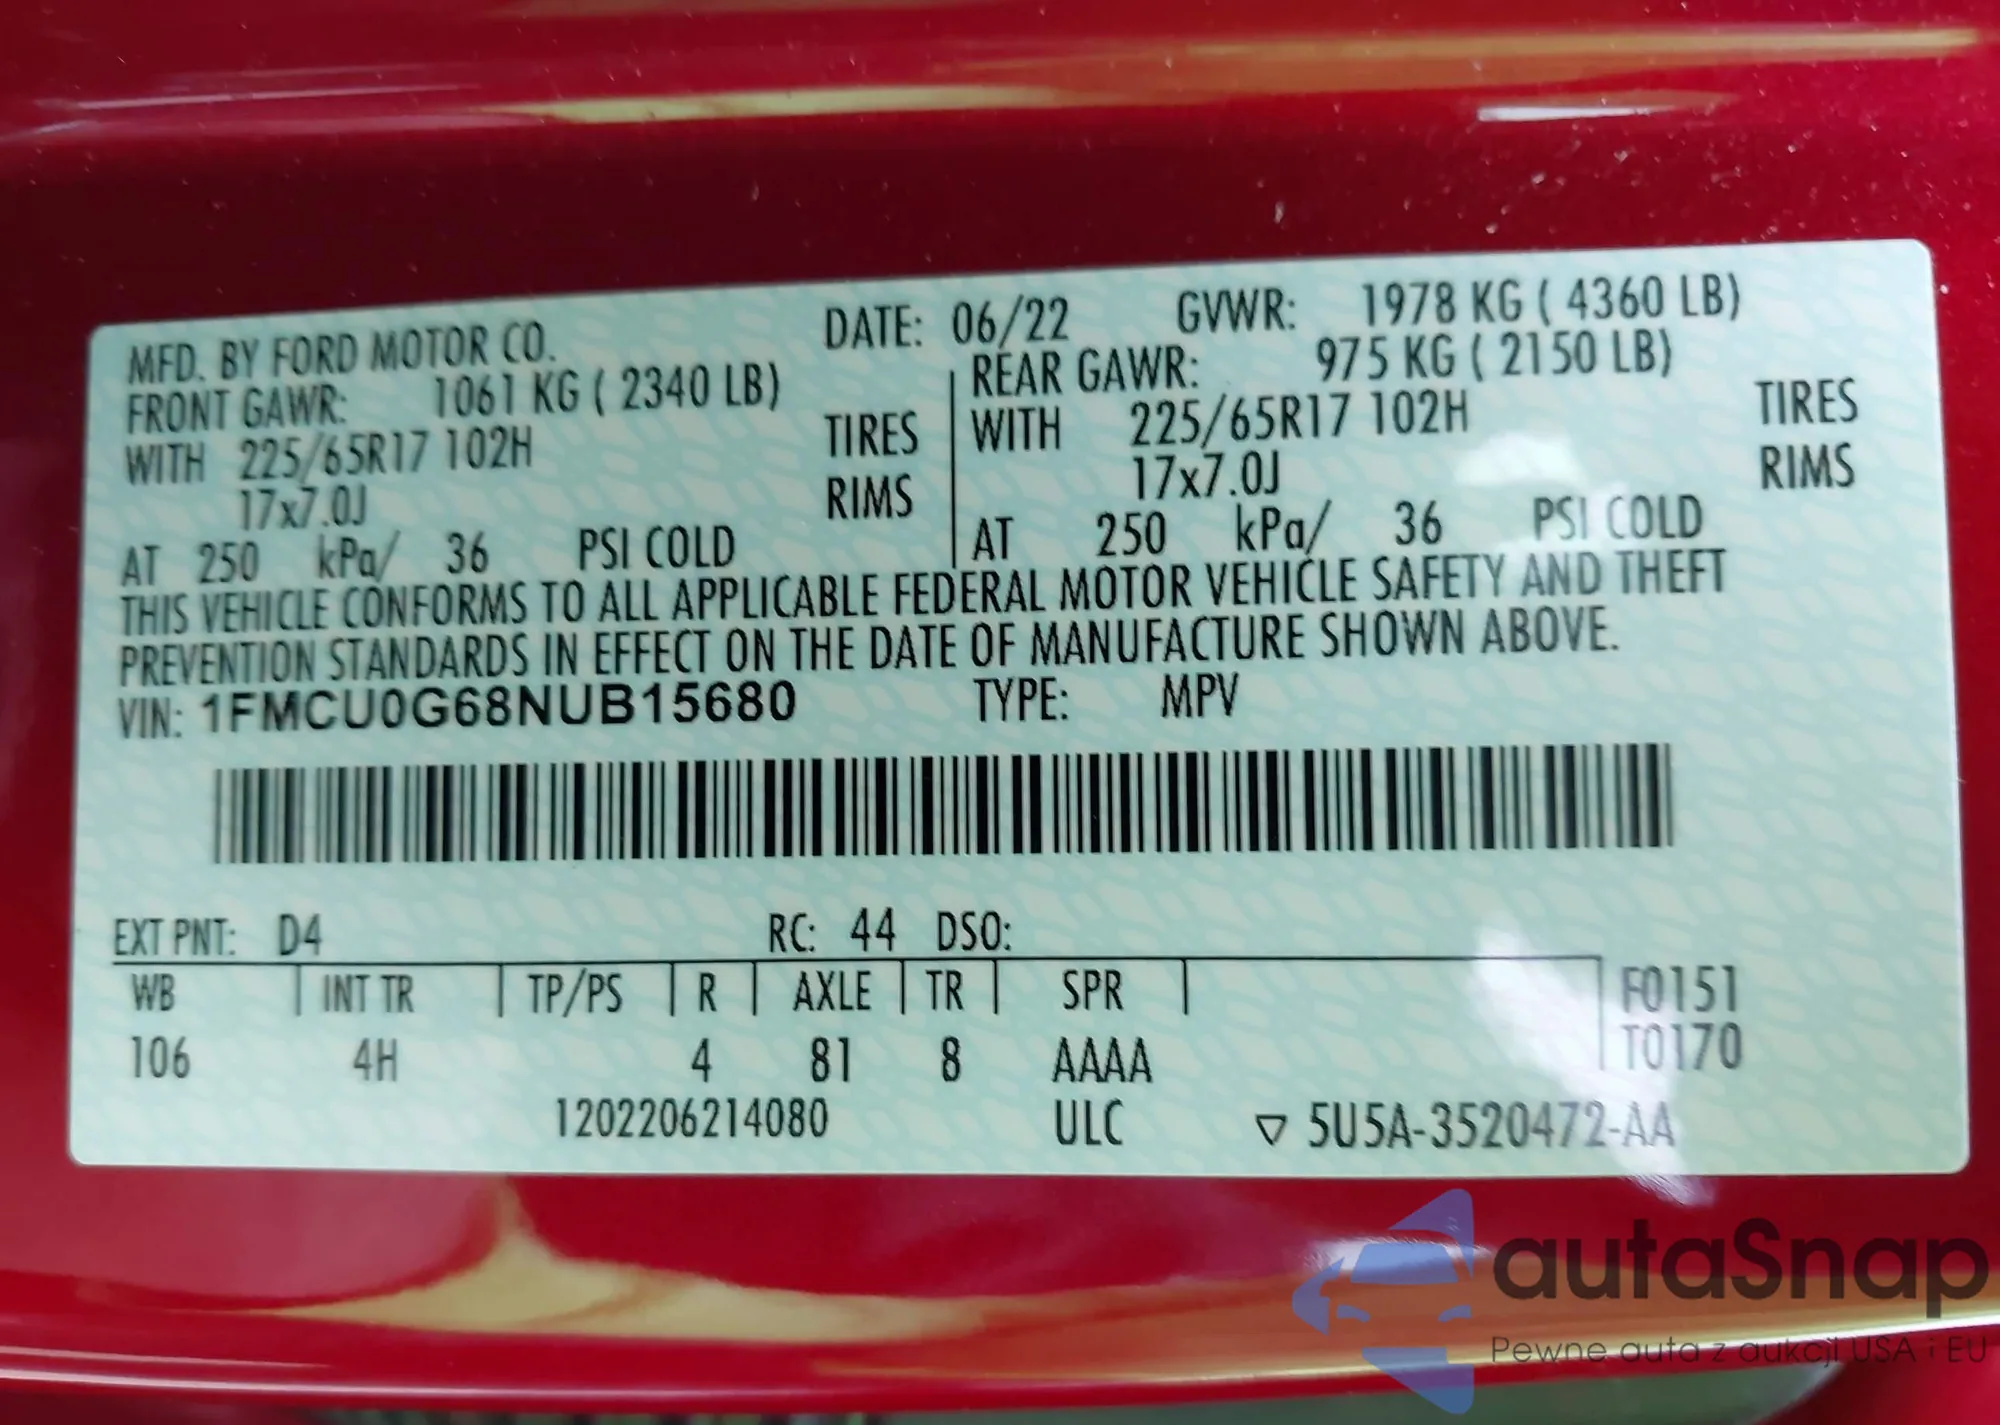 MFD. BY FORD MOTOR CO. DATE: 06/22 GVWR: 1978 KG ( 4360 LB)
FRONT GAWR: 1061 KG ( 2340 LB) REAR GAWR: 975 KG ( 2150 LB)
WITH 225/65R17 102H TIRES WITH 225/65R17 102H TIRES
17x7.0J RIMS 17x7.0J RIMS
AT 250 kPa/ 36 PSI COLD AT 250 kPa/ 36 PSI COLD
THIS VEHICLE CONFORMS TO ALL APPLICABLE FEDERAL MOTOR VEHICLE SAFETY AND THEFT
PREVENTION STANDARDS IN EFFECT ON THE DATE OF MANUFACTURE SHOWN ABOVE.
VIN: 1FMCU0G68NUB15680 TYPE: MPV
EXT PNT: D4 RC: 44 DSO:
WB INT TR TP/PS R AXLE TR SPR F0151
106 4H 4 81 8 AAAA T0170
1202206214080 ULC ▽ 5U5A-3520472-AA
autaSnap
Pewne auta z aukcji USA i EU